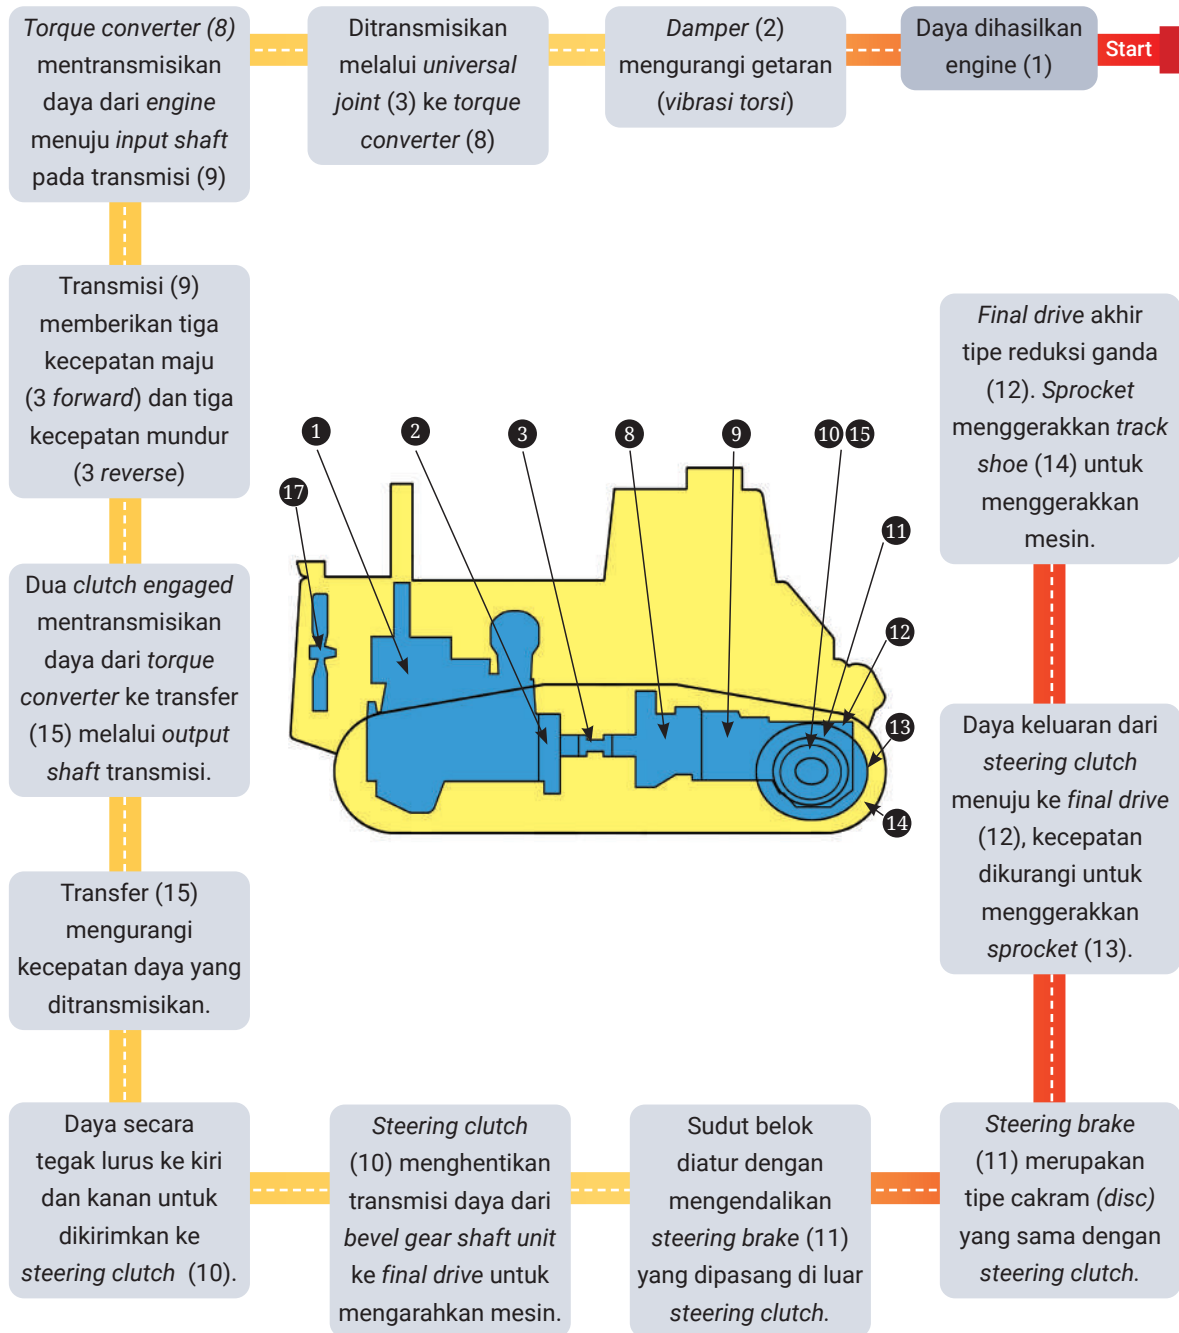 Start
Daya dihasilkan
engine (1)
Damper (2)
mengurangi getaran
(vibrasi torsi)
Ditransmisikan
melalui universal
joint (3) ke torque
converter (8)
Torque converter (8)
mentransmisikan
daya dari engine
menuju input shaft
pada transmisi (9)
Transmisi (9)
memberikan tiga
kecepatan maju
(3 forward) dan tiga
kecepatan mundur
(3 reverse)
Dua clutch engaged
mentransmisikan
daya dari torque
converter ke transfer
(15) melalui output
shaft transmisi.
Transfer (15)
mengurangi
kecepatan daya yang
ditransmisikan.
Daya secara
tegak lurus ke kiri
dan kanan untuk
dikirimkan ke
steering clutch (10).
Steering clutch
(10) menghentikan
transmisi daya dari
bevel gear shaft unit
ke final drive untuk
mengarahkan mesin.
Sudut belok
diatur dengan
mengendalikan
steering brake (11)
yang dipasang di luar
steering clutch.
Steering brake
(11) merupakan
tipe cakram (disc)
yang sama dengan
steering clutch.
Daya keluaran dari
steering clutch
menuju ke final drive
(12), kecepatan
dikurangi untuk
menggerakkan
sprocket (13).
Final drive akhir
tipe reduksi ganda
(12). Sprocket
menggerakkan track
shoe (14) untuk
menggerakkan
mesin.
1
2
3
8
9
10 15
17
11
12
13
14